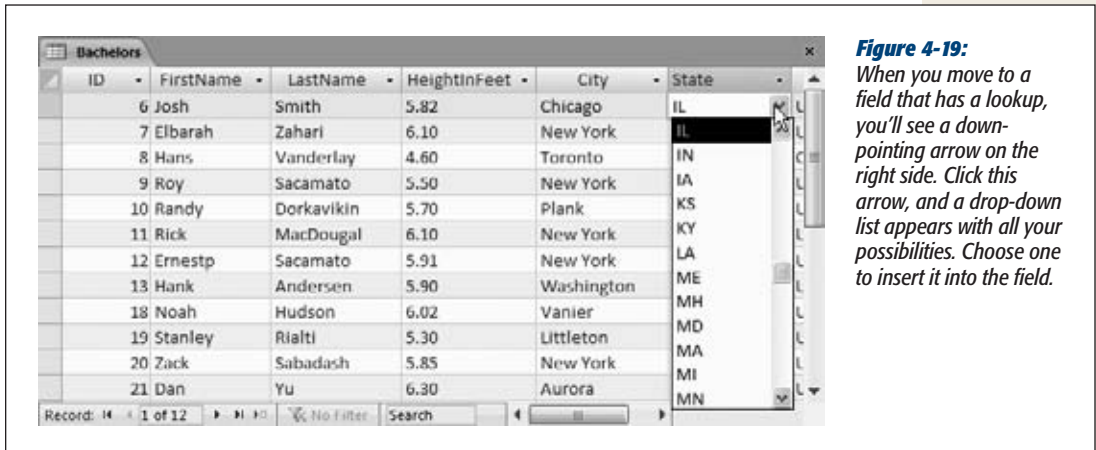 Bachelors
ID FirstName LastName HeightInFeet City State
6 Josh Smith 5.82 Chicago IL
7 Elbarah Zahari 6.10 New York IL
8 Hans Vanderlay 4.60 Toronto IN
9 Roy Sacamato 5.50 New York IA
10 Randy Dorkavikin 5.70 Plank KS
11 Rick MacDougal 6.10 New York KY
12 Ernestp Sacamato 5.91 New York LA
13 Hank Andersen 5.90 Washington ME
MH
18 Noah Hudson 6.02 Vanier MD
19 Stanley Rialti 5.30 Littleton MA
20 Zack Sabadash 5.85 New York MI
21 Dan Yu 6.30 Aurora MN
Record: 1 of 12 No Filter Search
Figure 4-19:
When you move to a
field that has a lookup,
you'll see a down-
pointing arrow on the
right side. Click this
arrow, and a drop-down
list appears with all your
possibilities. Choose one
to insert it into the field.